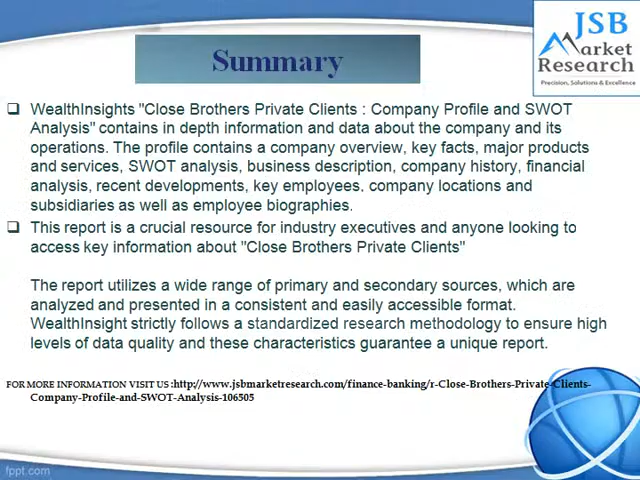 JSB
Market
Research
Precision, Solutions & Excellence
Summary
WealthInsights "Close Brothers Private Clients : Company Profile and SWOT
Analysis" contains in depth information and data about the company and its
operations. The profile contains a company overview, key facts, major products
and services, SWOT analysis, business description, company history, financial
analysis, recent developments, key employees, company locations and
subsidiaries as well as employee biographies.
This report is a crucial resource for industry executives and anyone looking to
access key information about "Close Brothers Private Clients"
The report utilizes a wide range of primary and secondary sources, which are
analyzed and presented in a consistent and easily accessible format.
WealthInsight strictly follows a standardized research methodology to ensure high
levels of data quality and these characteristics guarantee a unique report.
FOR MORE INFORMATION VISIT US :http://www.jsbmarketresearch.com/finance-banking/r-Close-Brothers-Private-Clients-
Company-Profile-and-SWOT-Analysis-106505
fppt.com